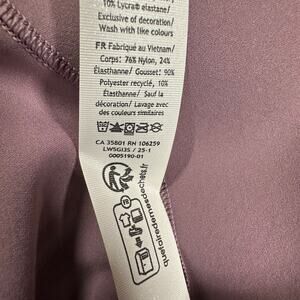 10% Lycra® elastane/
Exclusive of decoration/
Wash with like colours
FR Fabriqué au Vietnam/
Corps: 76% Nylon, 24%
Élasthanne/ Gousset: 90%
Polyester recyclé, 10%
Élasthanne/ Sauf la
décoration/ Lavage avec
des couleurs similaires
CA 35801 RN 106259
LW5GI3S / 25-1
0005190-01
FR
quefairedemesdechets.fr